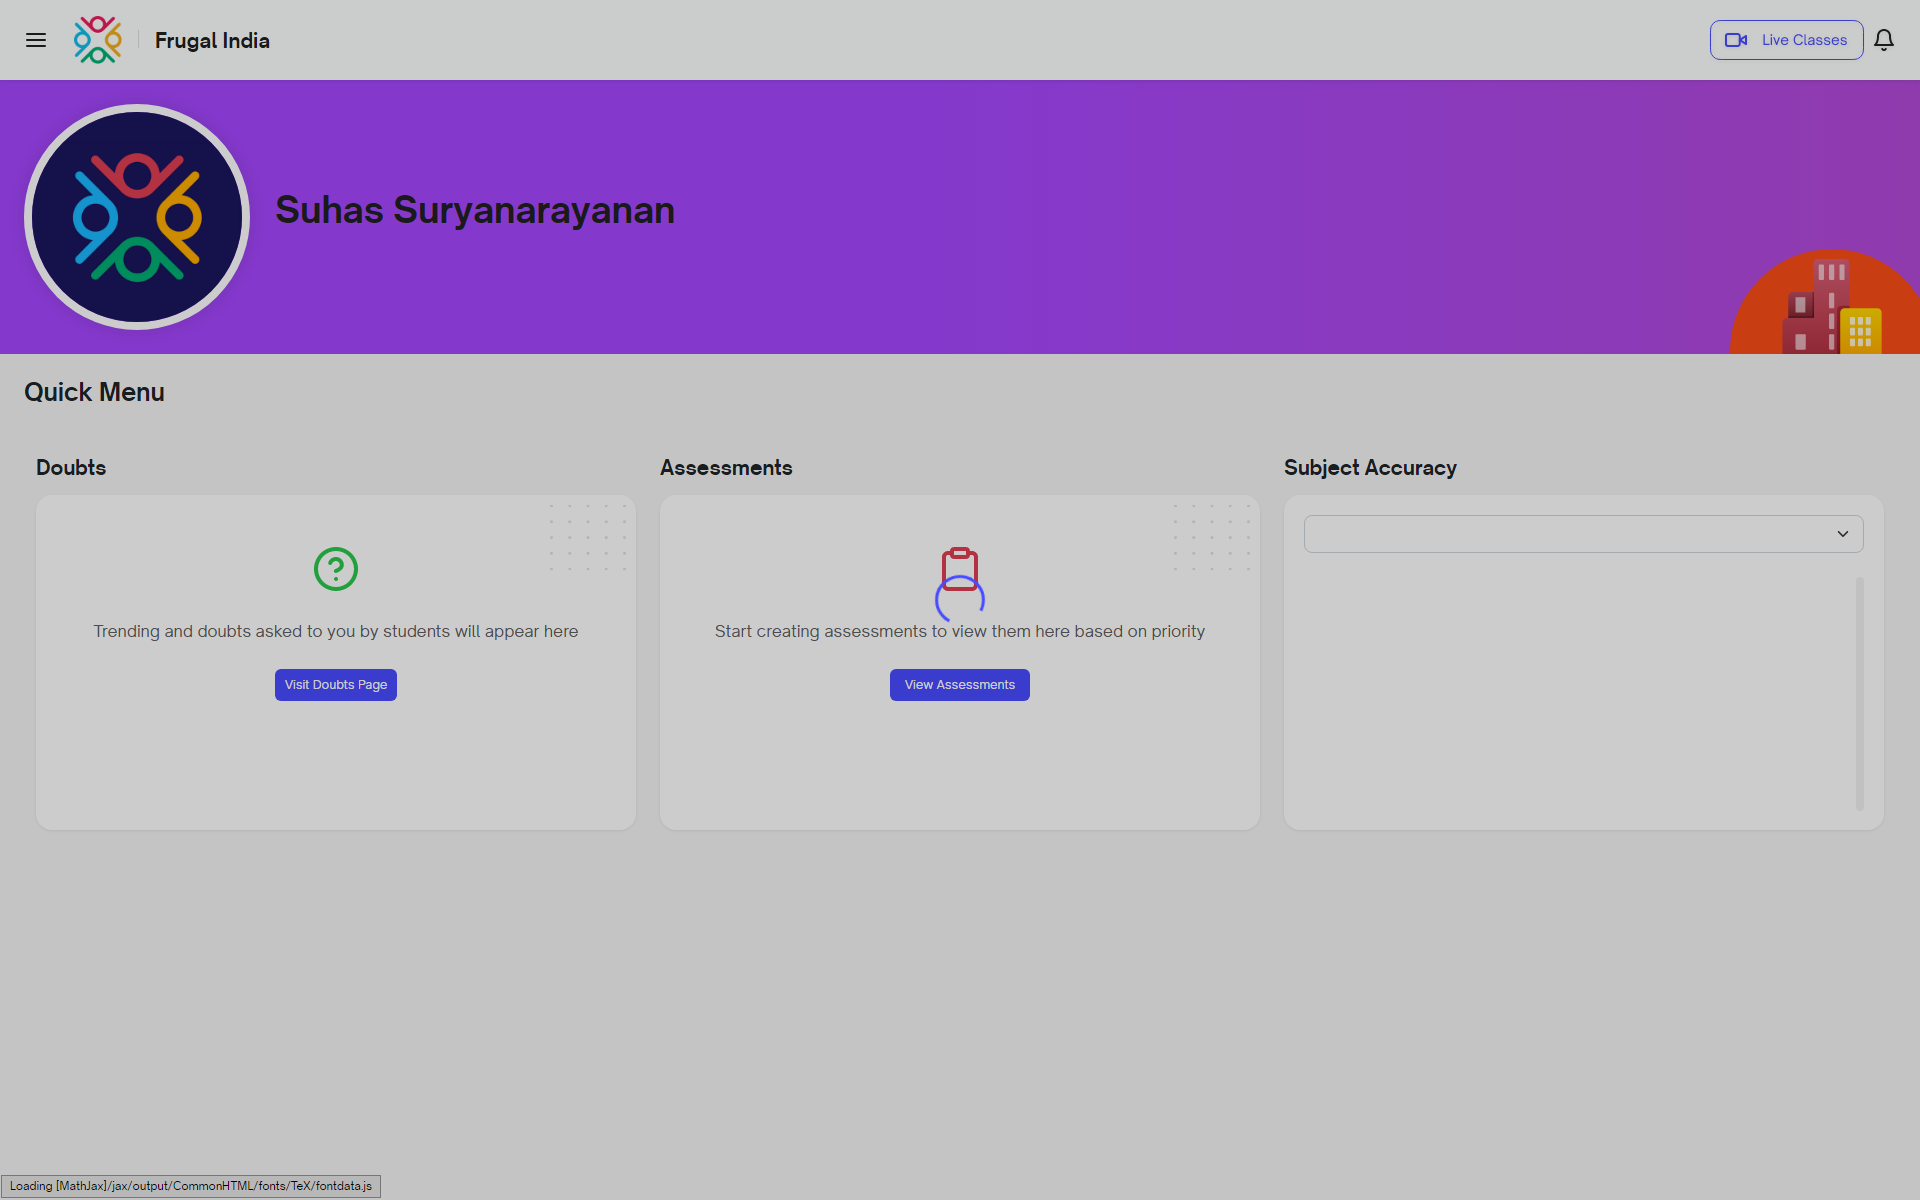 Frugal India
Live Classes
Suhas Suryanarayanan
Quick Menu
Doubts
Trending and doubts asked to you by students will appear here
Visit Doubts Page
Assessments
Start creating assessments to view them here based on priority
View Assessments
Subject Accuracy
Loading [MathJax]/jax/output/CommonHTML/fonts/TeX/fontdata.js